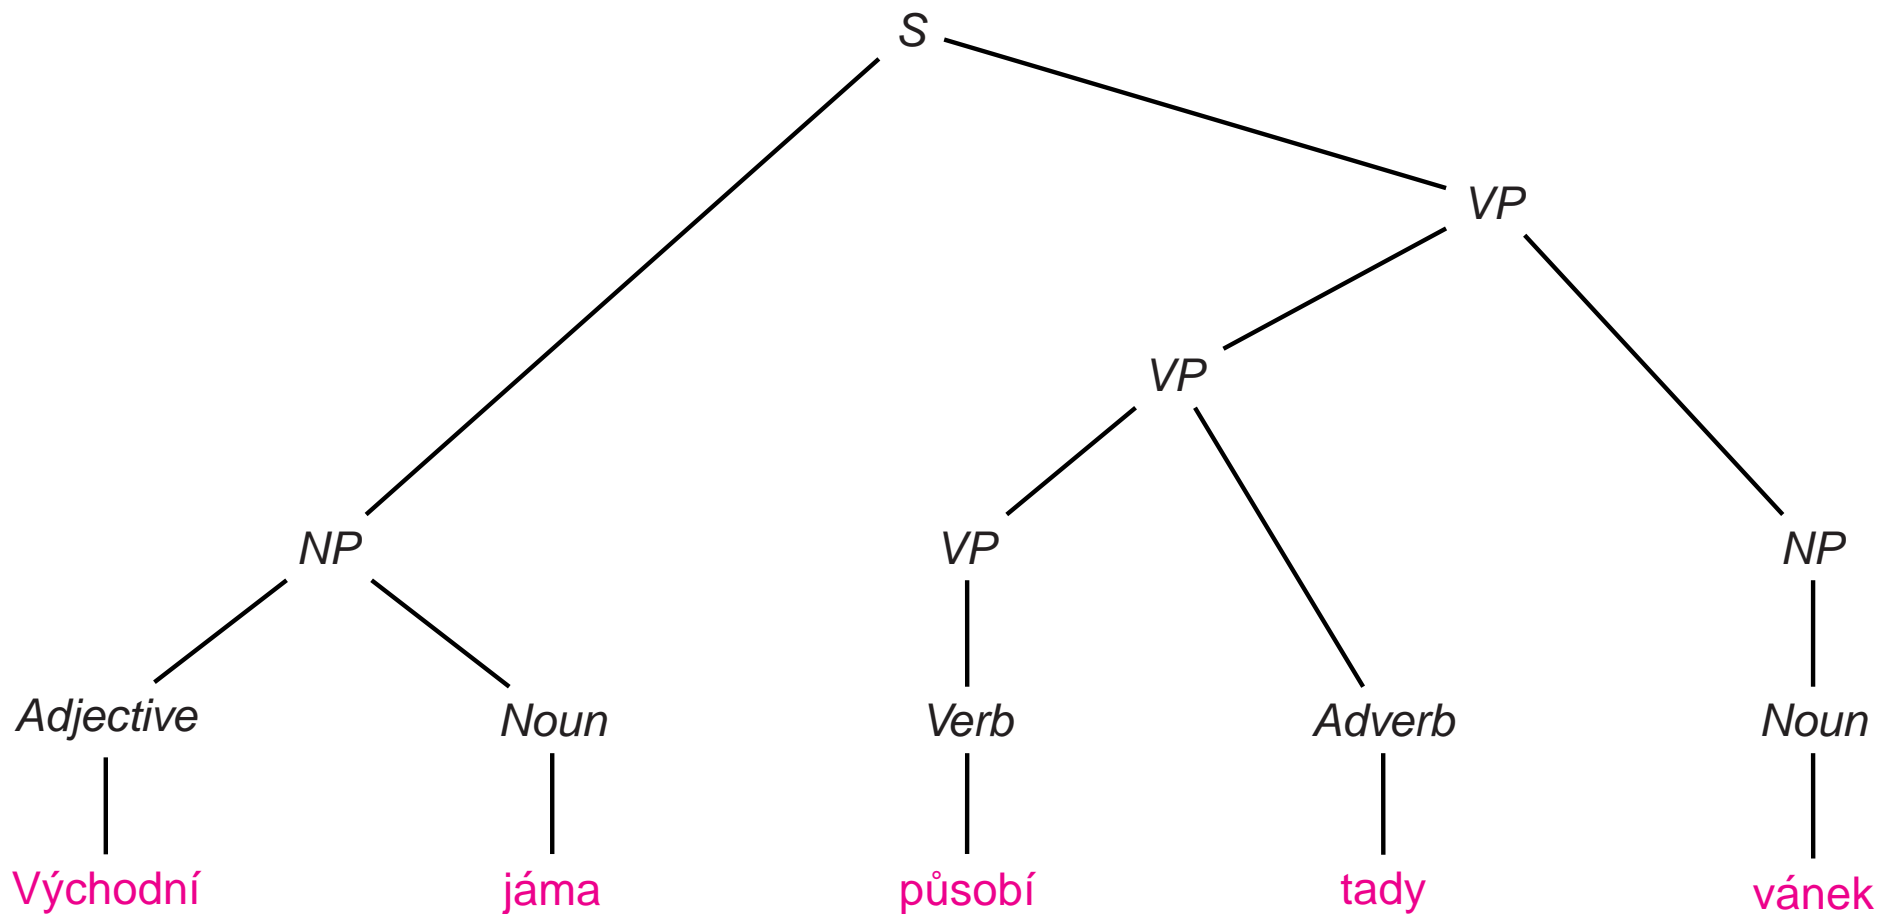 S
VP
VP
NP VP NP
Adjective Noun Verb Adverb Noun
Východní jáma působí tady vánek